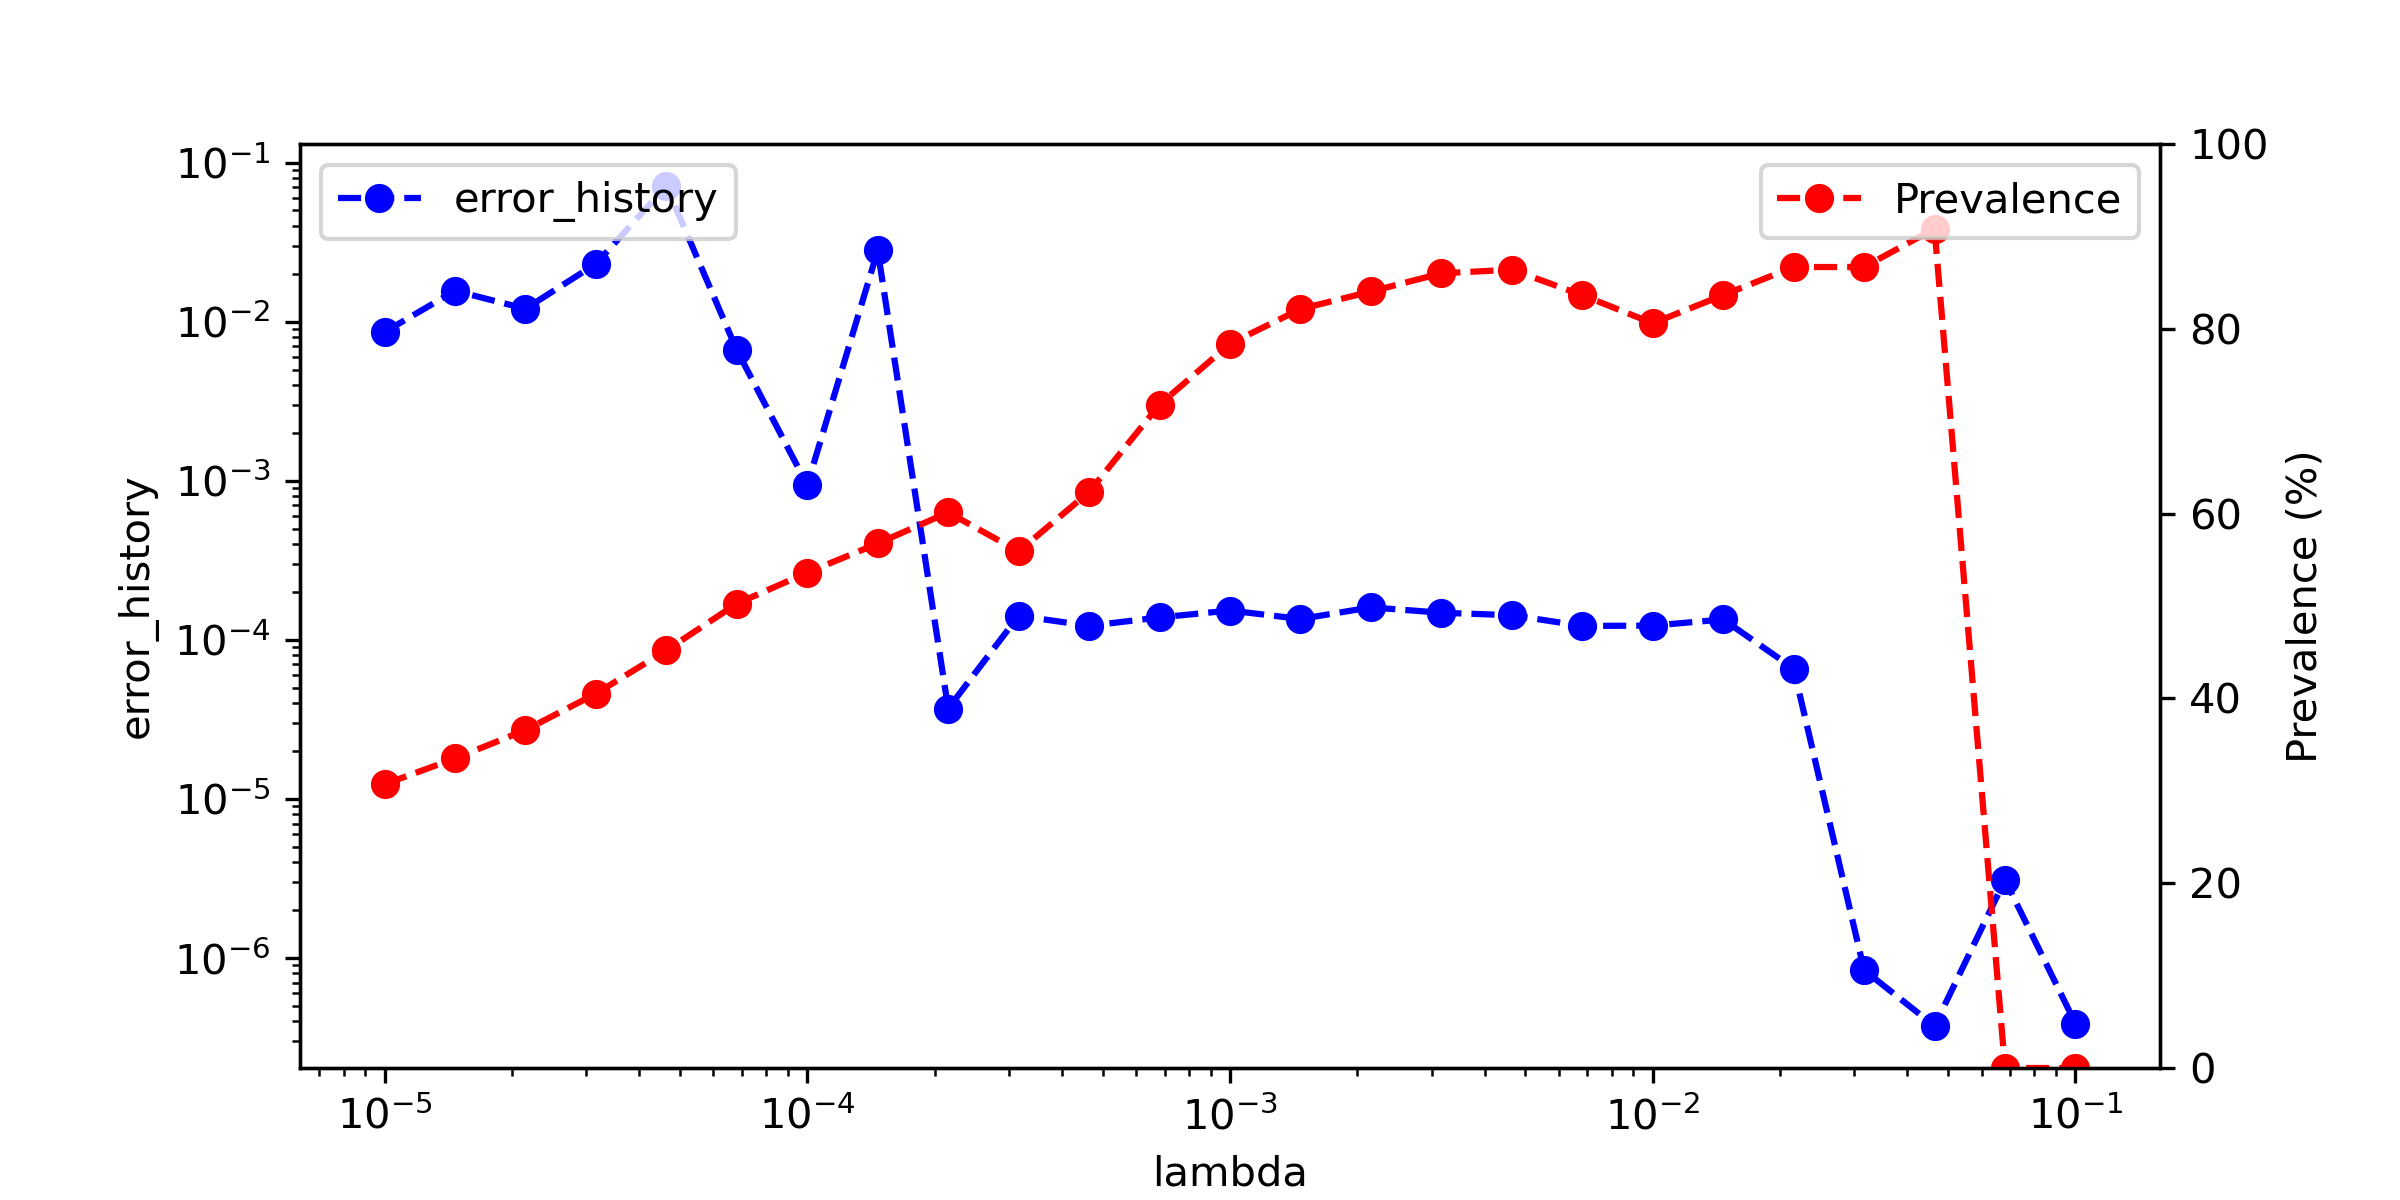 error_history
Prevalence
10⁻¹
10⁻²
10⁻³
10⁻⁴
10⁻⁵
10⁻⁶
error_history
100
80
60
40
20
0
Prevalence (%)
10⁻⁵ 10⁻⁴ 10⁻³ 10⁻² 10⁻¹
lambda